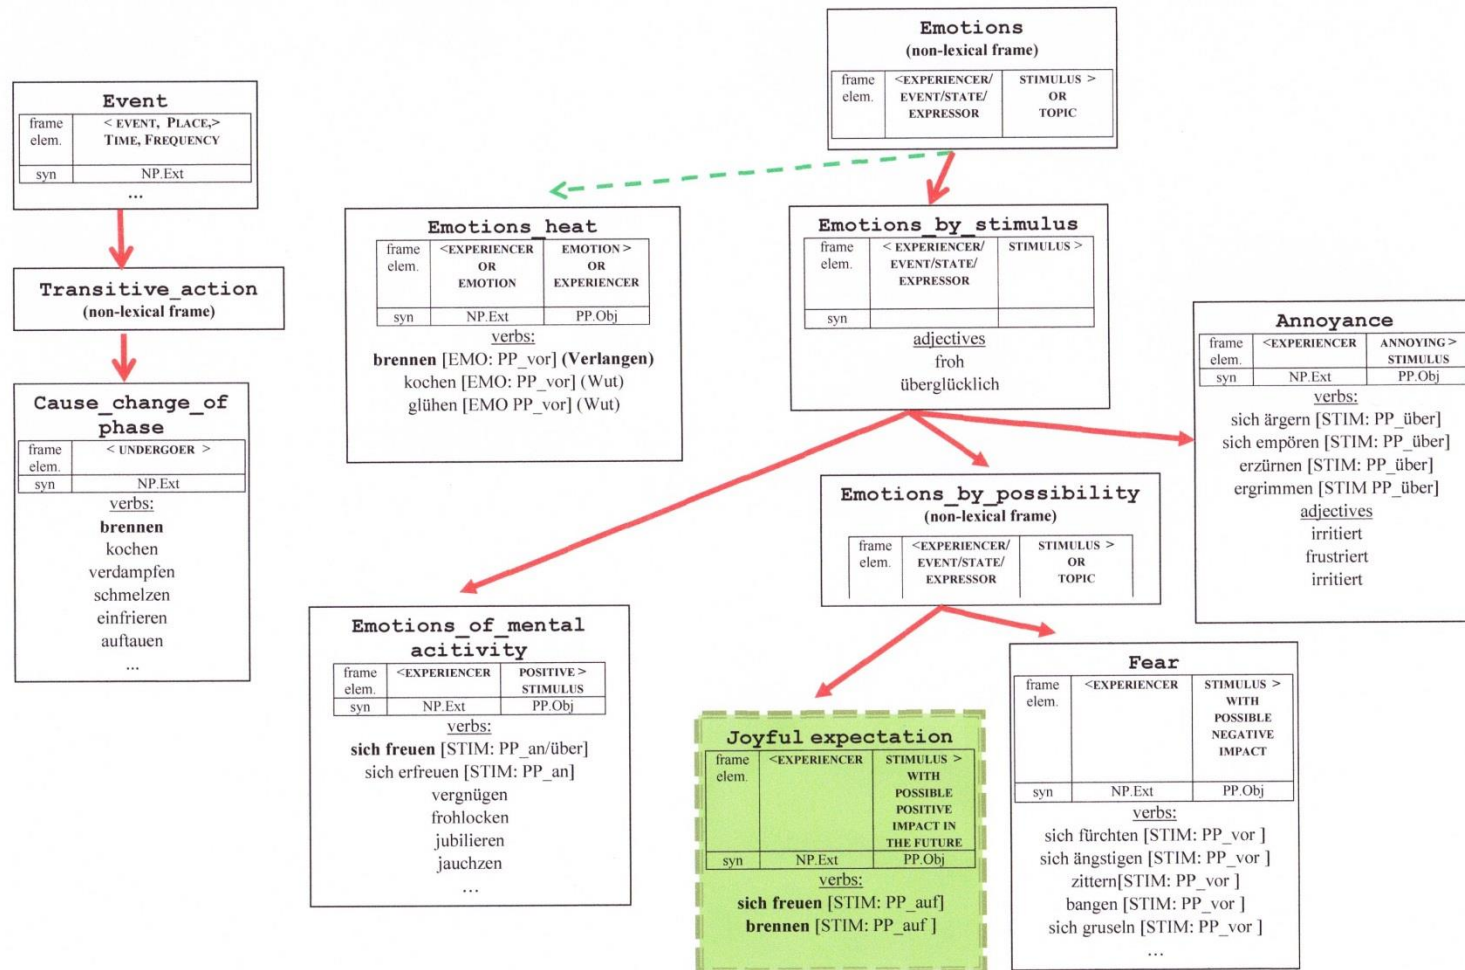 Emotions
(non-lexical frame)
frame <EXPERIENCER/ STIMULUS >
elem. EVENT/STATE/ OR
EXPRESSOR TOPIC
Event
frame < EVENT, PLACE,>
elem. TIME, FREQUENCY
syn NP.Ext
...
Transitive_action
(non-lexical frame)
Cause_change_of
phase
frame < UNDERGOER >
elem.
syn NP.Ext
verbs:
brennen
kochen
verdampfen
schmelzen
einfrieren
auftauen
...
Emotions_heat
frame <EXPERIENCER EMOTION >
elem. OR OR
EMOTION EXPERIENCER
syn NP.Ext PP.Obj
verbs:
brennen [EMO: PP_vor] (Verlangen)
kochen [EMO: PP_vor] (Wut)
glühen [EMO PP_vor] (Wut)
Emotions_by_stimulus
frame < EXPERIENCER/ STIMULUS >
elem. EVENT/STATE/
EXPRESSOR
syn
adjectives
froh
überglücklich
Annoyance
frame <EXPERIENCER ANNOYING >
elem. STIMULUS
syn NP.Ext PP.Obj
verbs:
sich ärgern [STIM: PP_über]
sich empören [STIM: PP_über]
erzürnen [STIM: PP_über]
ergrimmen [STIM PP_über]
adjectives
irritiert
frustriert
irritiert
Emotions_by_possibility
(non-lexical frame)
frame <EXPERIENCER/ STIMULUS >
elem. EVENT/STATE/ OR
EXPRESSOR TOPIC
Emotions_of_mental
acitivity
frame <EXPERIENCER POSITIVE >
elem. STIMULUS
syn NP.Ext PP.Obj
verbs:
sich freuen [STIM: PP_an/über]
sich erfreuen [STIM: PP_an]
vergnügen
frohlocken
jubilieren
jauchzen
...
Joyful expectation
frame <EXPERIENCER STIMULUS >
elem. WITH
POSSIBLE
POSITIVE
IMPACT IN
THE FUTURE
syn NP.Ext PP.Obj
verbs:
sich freuen [STIM: PP_auf]
brennen [STIM: PP_auf ]
Fear
frame <EXPERIENCER STIMULUS >
elem. WITH
POSSIBLE
NEGATIVE
IMPACT
syn NP.Ext PP.Obj
verbs:
sich fürchten [STIM: PP_vor ]
sich ängstigen [STIM: PP_vor ]
zittern[STIM: PP_vor ]
bangen [STIM: PP_vor ]
sich gruseln [STIM: PP_vor ]
...